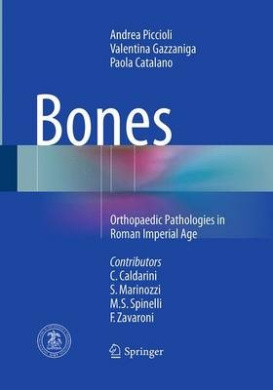 Andrea Piccioli
Valentina Gazzaniga
Paola Catalano
Bones
Orthopaedic Pathologies in
Roman Imperial Age
Contributors
C. Caldarini
S. Marinozzi
M.S. Spinelli
F. Zavaroni
Springer